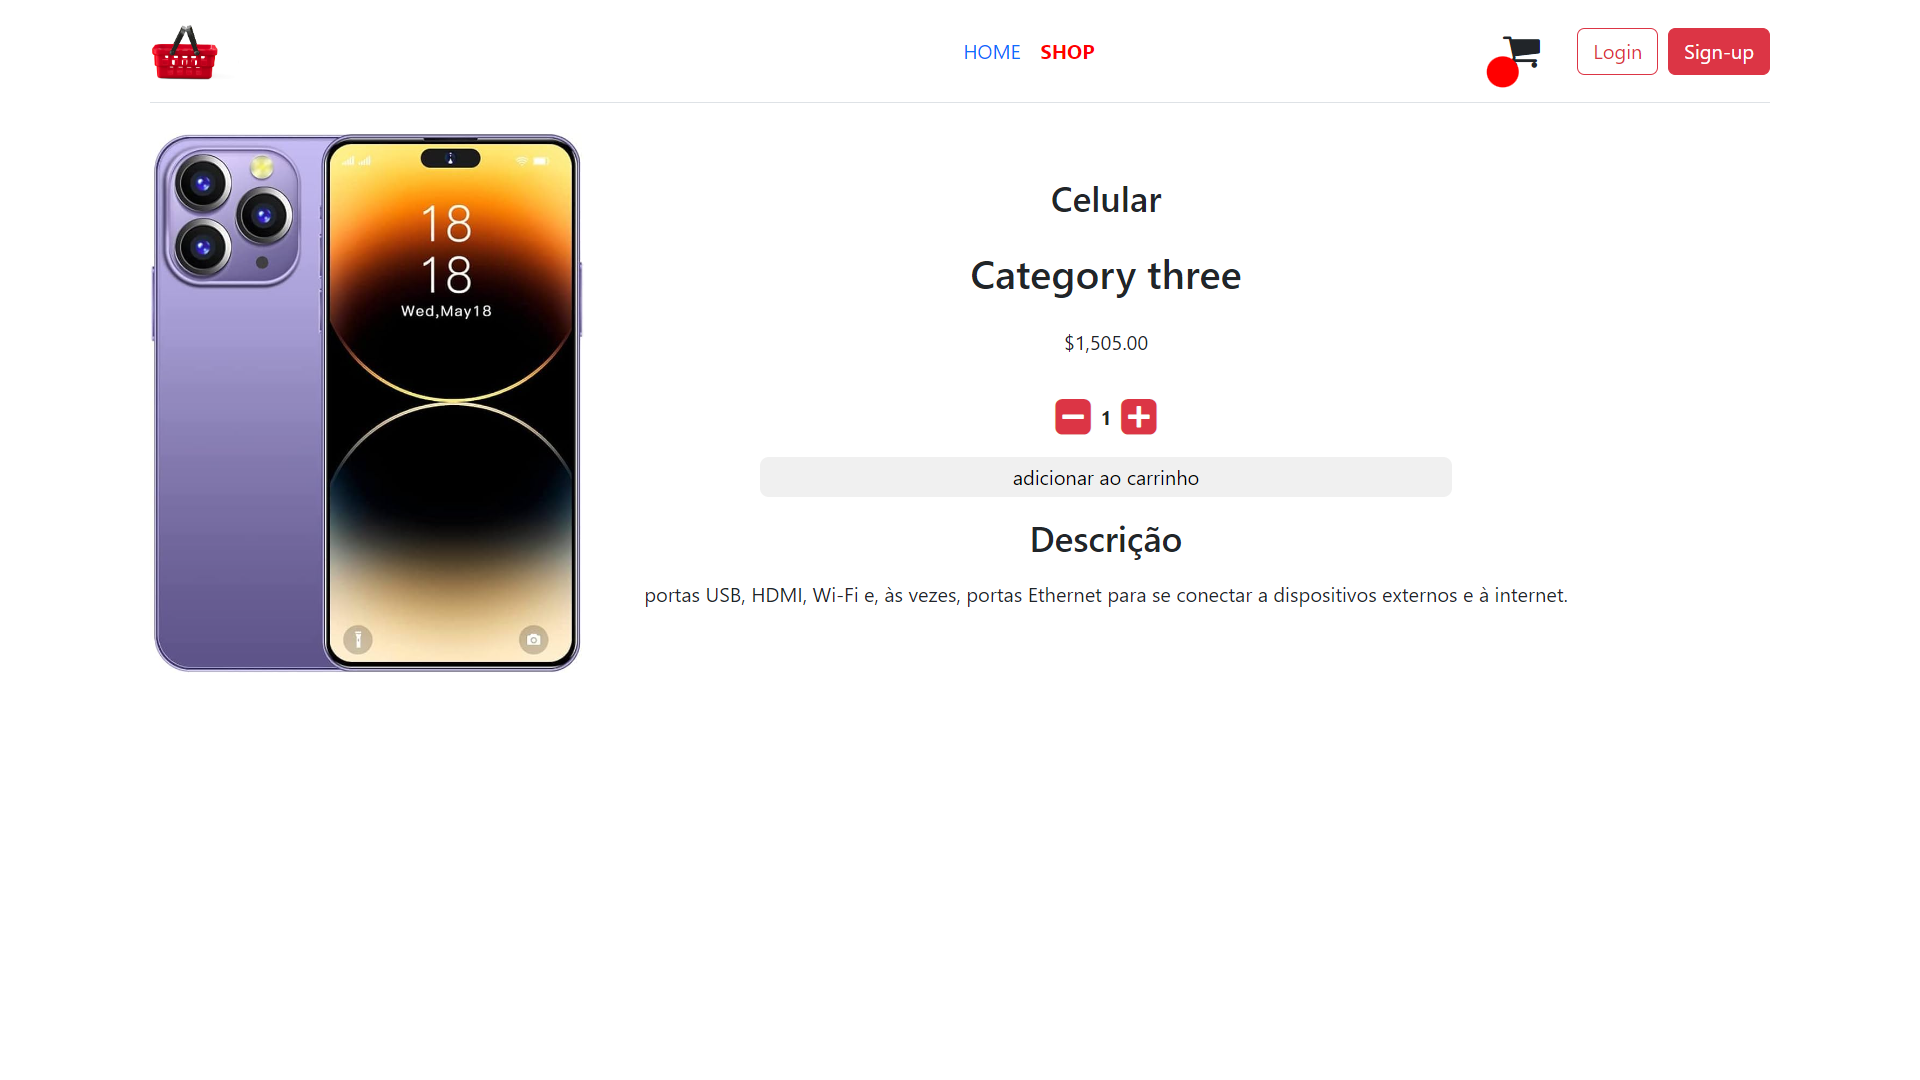 HOME SHOP
Login
Sign-up
18
18
Wed,May18
Celular
Category three
$1,505.00
1
adicionar ao carrinho
Descrição
portas USB, HDMI, Wi-Fi e, às vezes, portas Ethernet para se conectar a dispositivos externos e à internet.